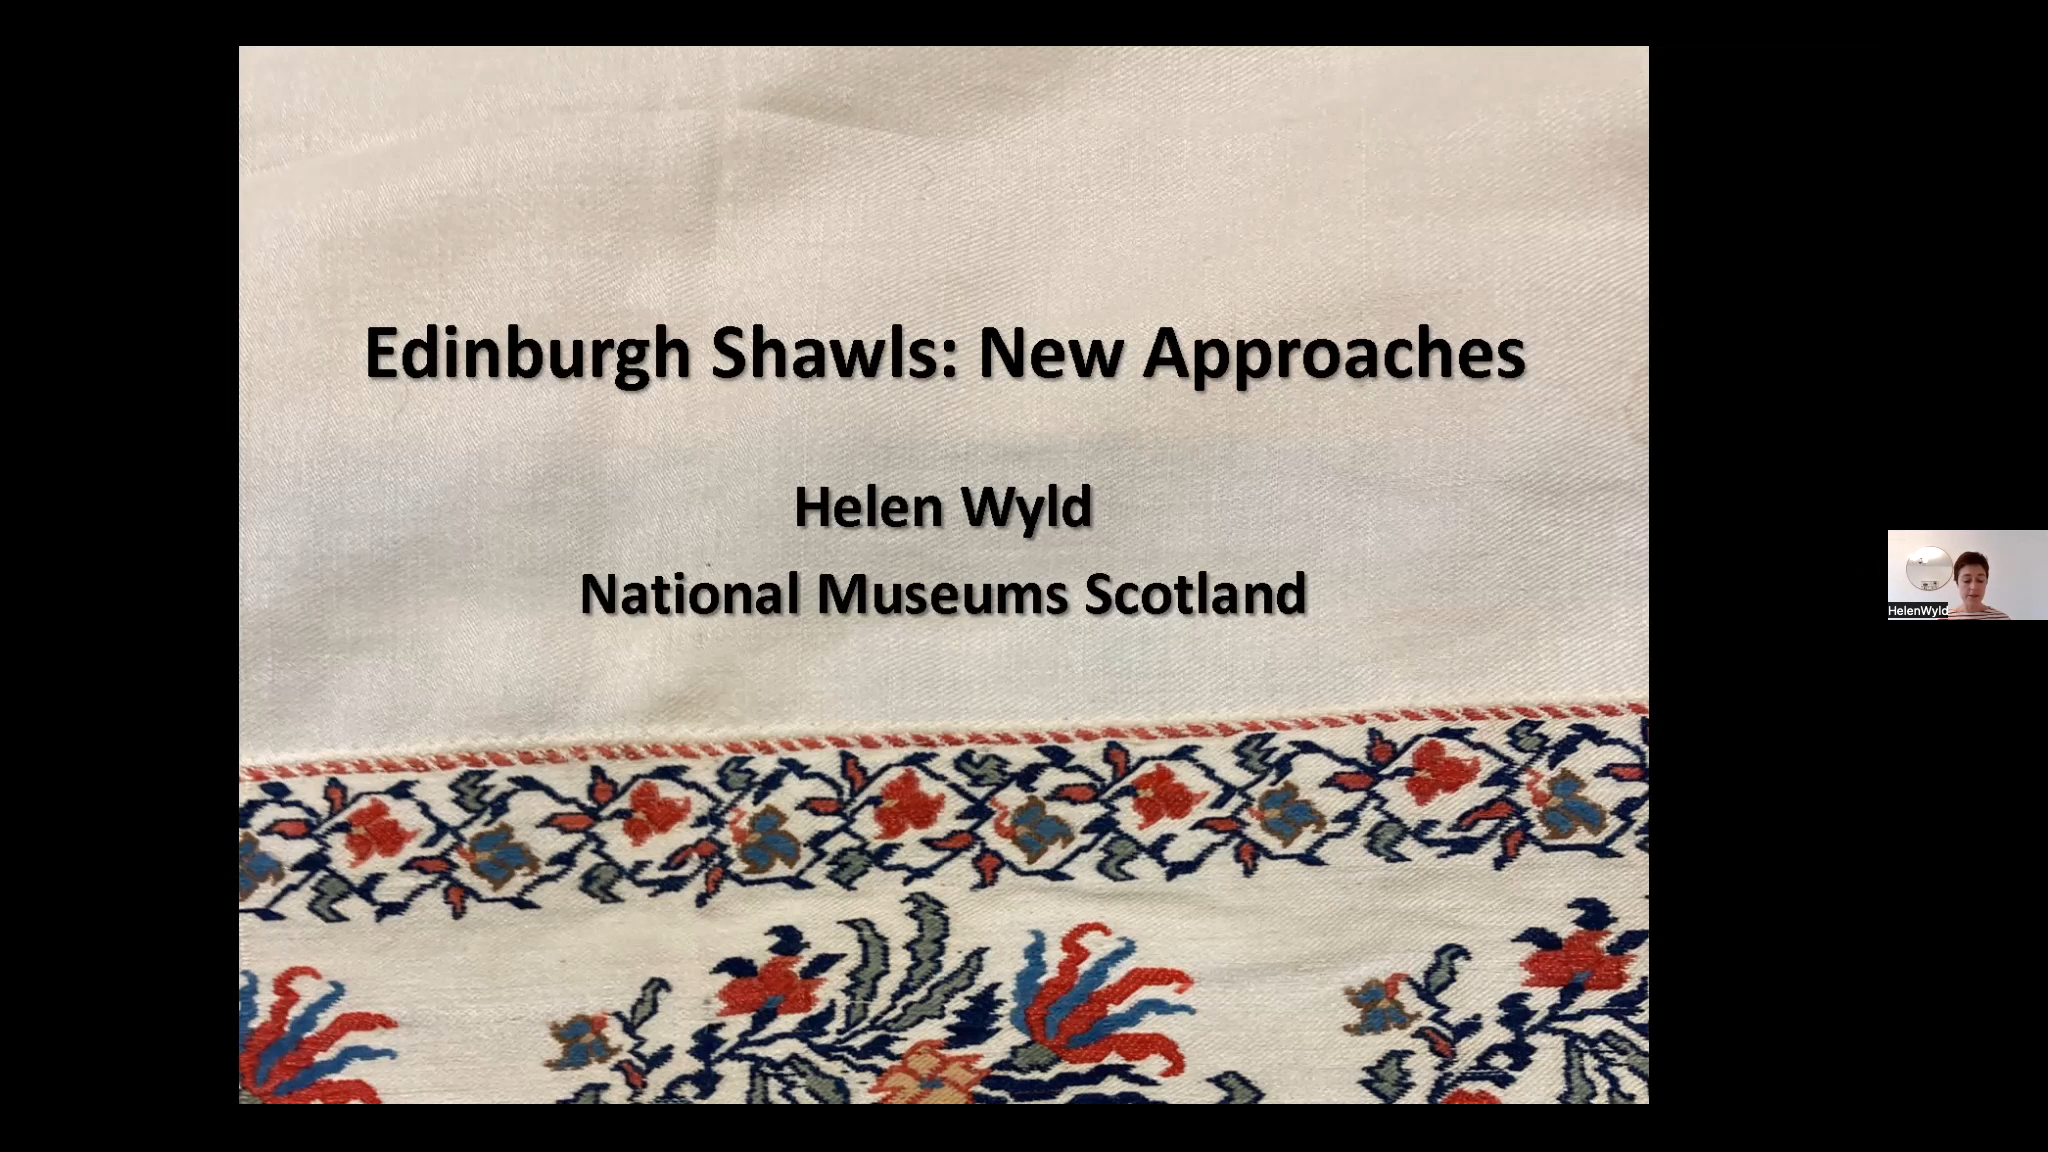 Edinburgh Shawls: New Approaches
Helen Wyld
National Museums Scotland
HelenWyld